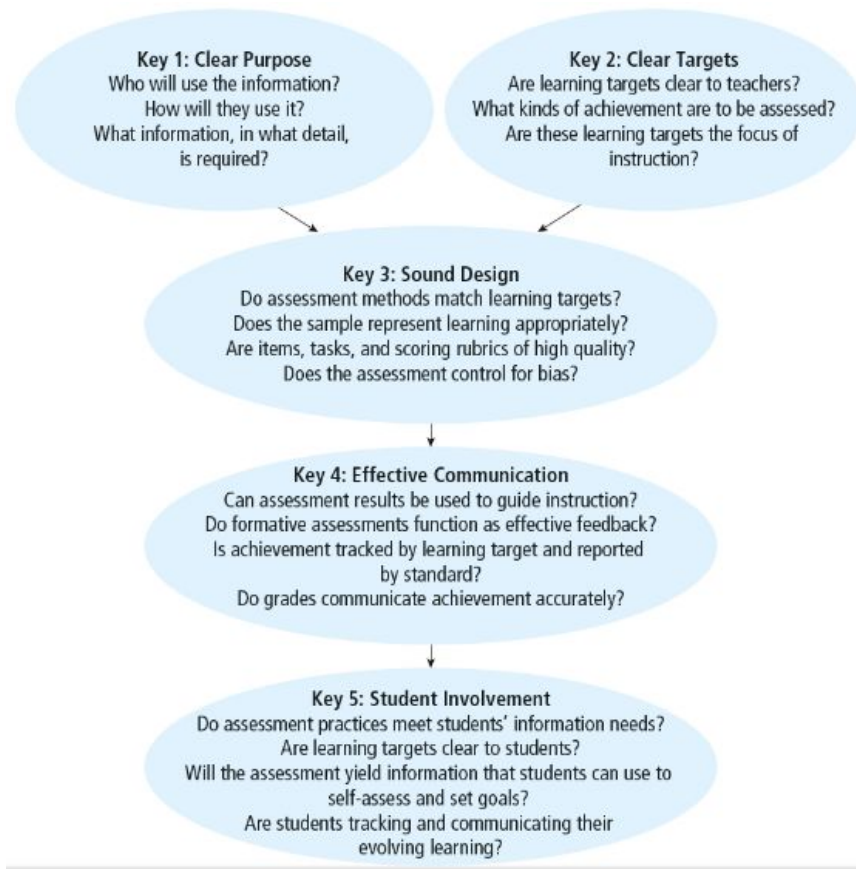 Key 1: Clear Purpose
Who will use the information?
How will they use it?
What information, in what detail,
is required?
Key 2: Clear Targets
Are learning targets clear to teachers?
What kinds of achievement are to be assessed?
Are these learning targets the focus of
instruction?
Key 3: Sound Design
Do assessment methods match learning targets?
Does the sample represent learning appropriately?
Are items, tasks, and scoring rubrics of high quality?
Does the assessment control for bias?
Key 4: Effective Communication
Can assessment results be used to guide instruction?
Do formative assessments function as effective feedback?
Is achievement tracked by learning target and reported
by standard?
Do grades communicate achievement accurately?
Key 5: Student Involvement
Do assessment practices meet students’ information needs?
Are learning targets clear to students?
Will the assessment yield information that students can use to
self-assess and set goals?
Are students tracking and communicating their
evolving learning?